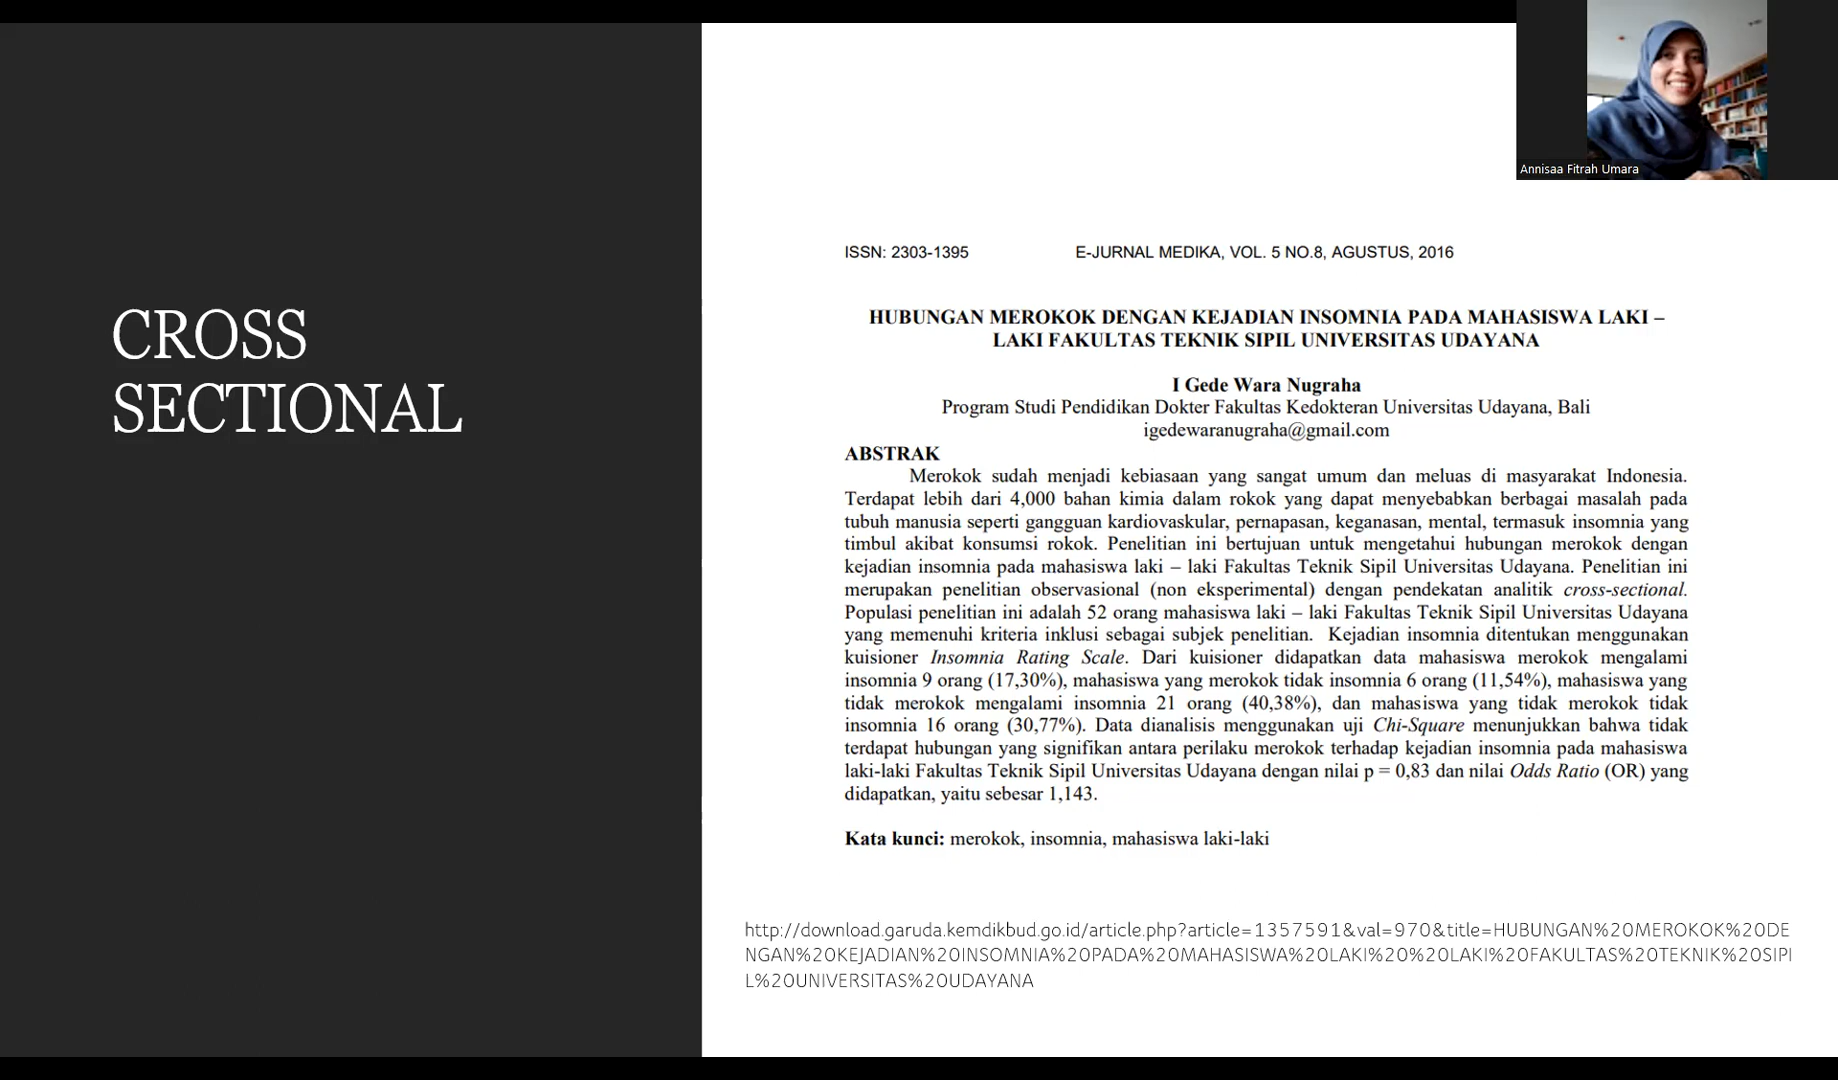 CROSS
SECTIONAL
Annisaa Fitrah Umara
ISSN: 2303-1395 E-JURNAL MEDIKA, VOL. 5 NO.8, AGUSTUS, 2016
HUBUNGAN MEROKOK DENGAN KEJADIAN INSOMNIA PADA MAHASISWA LAKI –
LAKI FAKULTAS TEKNIK SIPIL UNIVERSITAS UDAYANA
I Gede Wara Nugraha
Program Studi Pendidikan Dokter Fakultas Kedokteran Universitas Udayana, Bali
igedewaranugraha@gmail.com
ABSTRAK
Merokok sudah menjadi kebiasaan yang sangat umum dan meluas di masyarakat Indonesia.
Terdapat lebih dari 4,000 bahan kimia dalam rokok yang dapat menyebabkan berbagai masalah pada
tubuh manusia seperti gangguan kardiovaskular, pernapasan, keganasan, mental, termasuk insomnia yang
timbul akibat konsumsi rokok. Penelitian ini bertujuan untuk mengetahui hubungan merokok dengan
kejadian insomnia pada mahasiswa laki – laki Fakultas Teknik Sipil Universitas Udayana. Penelitian ini
merupakan penelitian observasional (non eksperimental) dengan pendekatan analitik cross-sectional.
Populasi penelitian ini adalah 52 orang mahasiswa laki – laki Fakultas Teknik Sipil Universitas Udayana
yang memenuhi kriteria inklusi sebagai subjek penelitian. Kejadian insomnia ditentukan menggunakan
kuisioner Insomnia Rating Scale. Dari kuisioner didapatkan data mahasiswa merokok mengalami
insomnia 9 orang (17,30%), mahasiswa yang merokok tidak insomnia 6 orang (11,54%), mahasiswa yang
tidak merokok mengalami insomnia 21 orang (40,38%), dan mahasiswa yang tidak merokok tidak
insomnia 16 orang (30,77%). Data dianalisis menggunakan uji Chi-Square menunjukkan bahwa tidak
terdapat hubungan yang signifikan antara perilaku merokok terhadap kejadian insomnia pada mahasiswa
laki-laki Fakultas Teknik Sipil Universitas Udayana dengan nilai p = 0,83 dan nilai Odds Ratio (OR) yang
didapatkan, yaitu sebesar 1,143.
Kata kunci: merokok, insomnia, mahasiswa laki-laki
http://download.garuda.kemdikbud.go.id/article.php?article=1357591&val=970&title=HUBUNGAN%20MEROKOK%20DE
NGAN%20KEJADIAN%20INSOMNIA%20PADA%20MAHASISWA%20LAKI%20%20LAKI%20FAKULTAS%20TEKNIK%20SIPI
L%20UNIVERSITAS%20UDAYANA